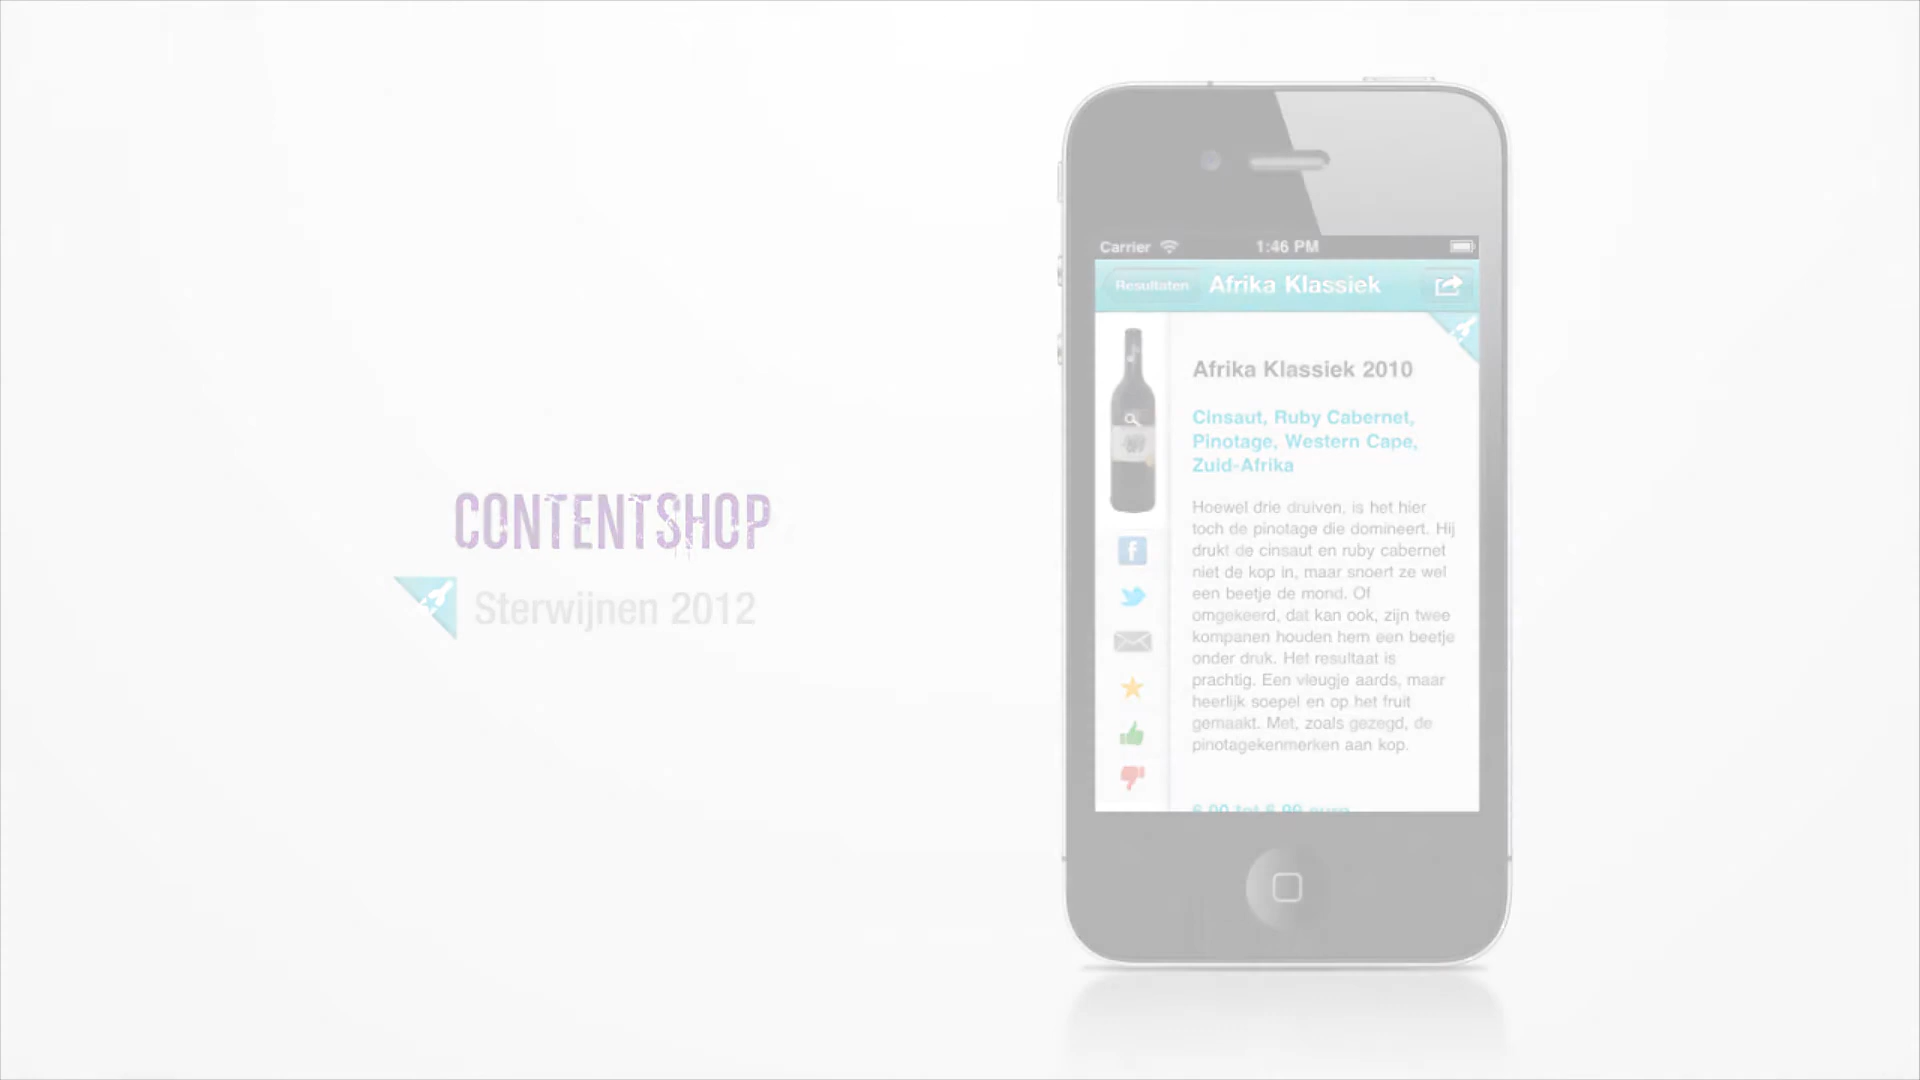 CONTENTSHOP
Sterwijnen 2012
Carrier 1:46 PM
Resultaten Afrika Klassiek
Afrika Klassiek 2010
Cinsaut, Ruby Cabernet,
Pinotage, Western Cape,
Zuid-Afrika
Hoewel drie druiven, is het hier
toch de pinotage die domineert. Hij
drukt de cinsaut en ruby cabernet
niet de kop in, maar snoert ze wel
een beetje de mond. Of
omgekeerd, dat kan ook, zijn twee
kompanen houden hem een beetje
onder druk. Het resultaat is
prachtig. Een vleugje aards, maar
heerlijk soepel en op het fruit
gemaakt. Met, zoals gezegd, de
pinotagekenmerken aan kop.
tot euro